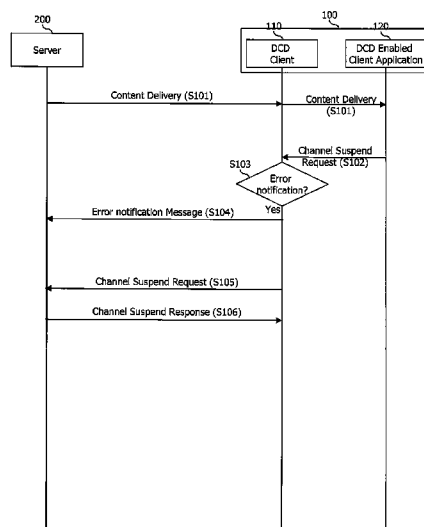 200
110
100
120
Server
DCD
Client
DCD Enabled
Client Application
Content Delivery (S101)
Content Delivery
(S101)
Channel Suspend
Request (S102)
S103
Error
notification?
Yes
Error notification Message (S104)
Channel Suspend Request (S105)
Channel Suspend Response (S106)